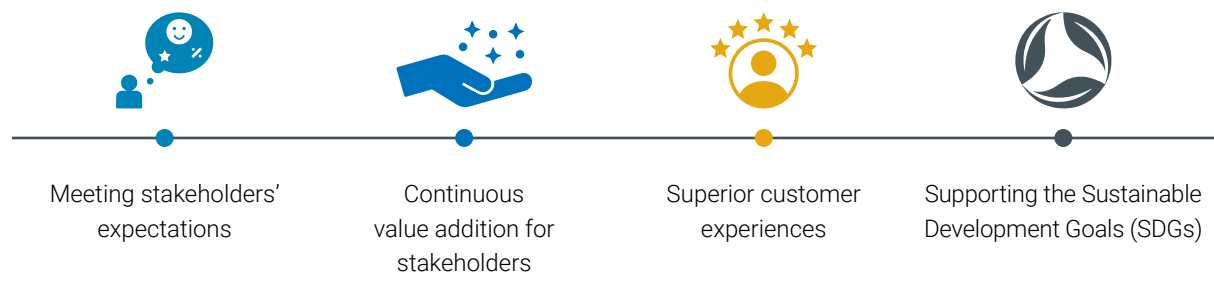 Meeting stakeholders’
expectations
Continuous
value addition for
stakeholders
Superior customer
experiences
Supporting the Sustainable
Development Goals (SDGs)